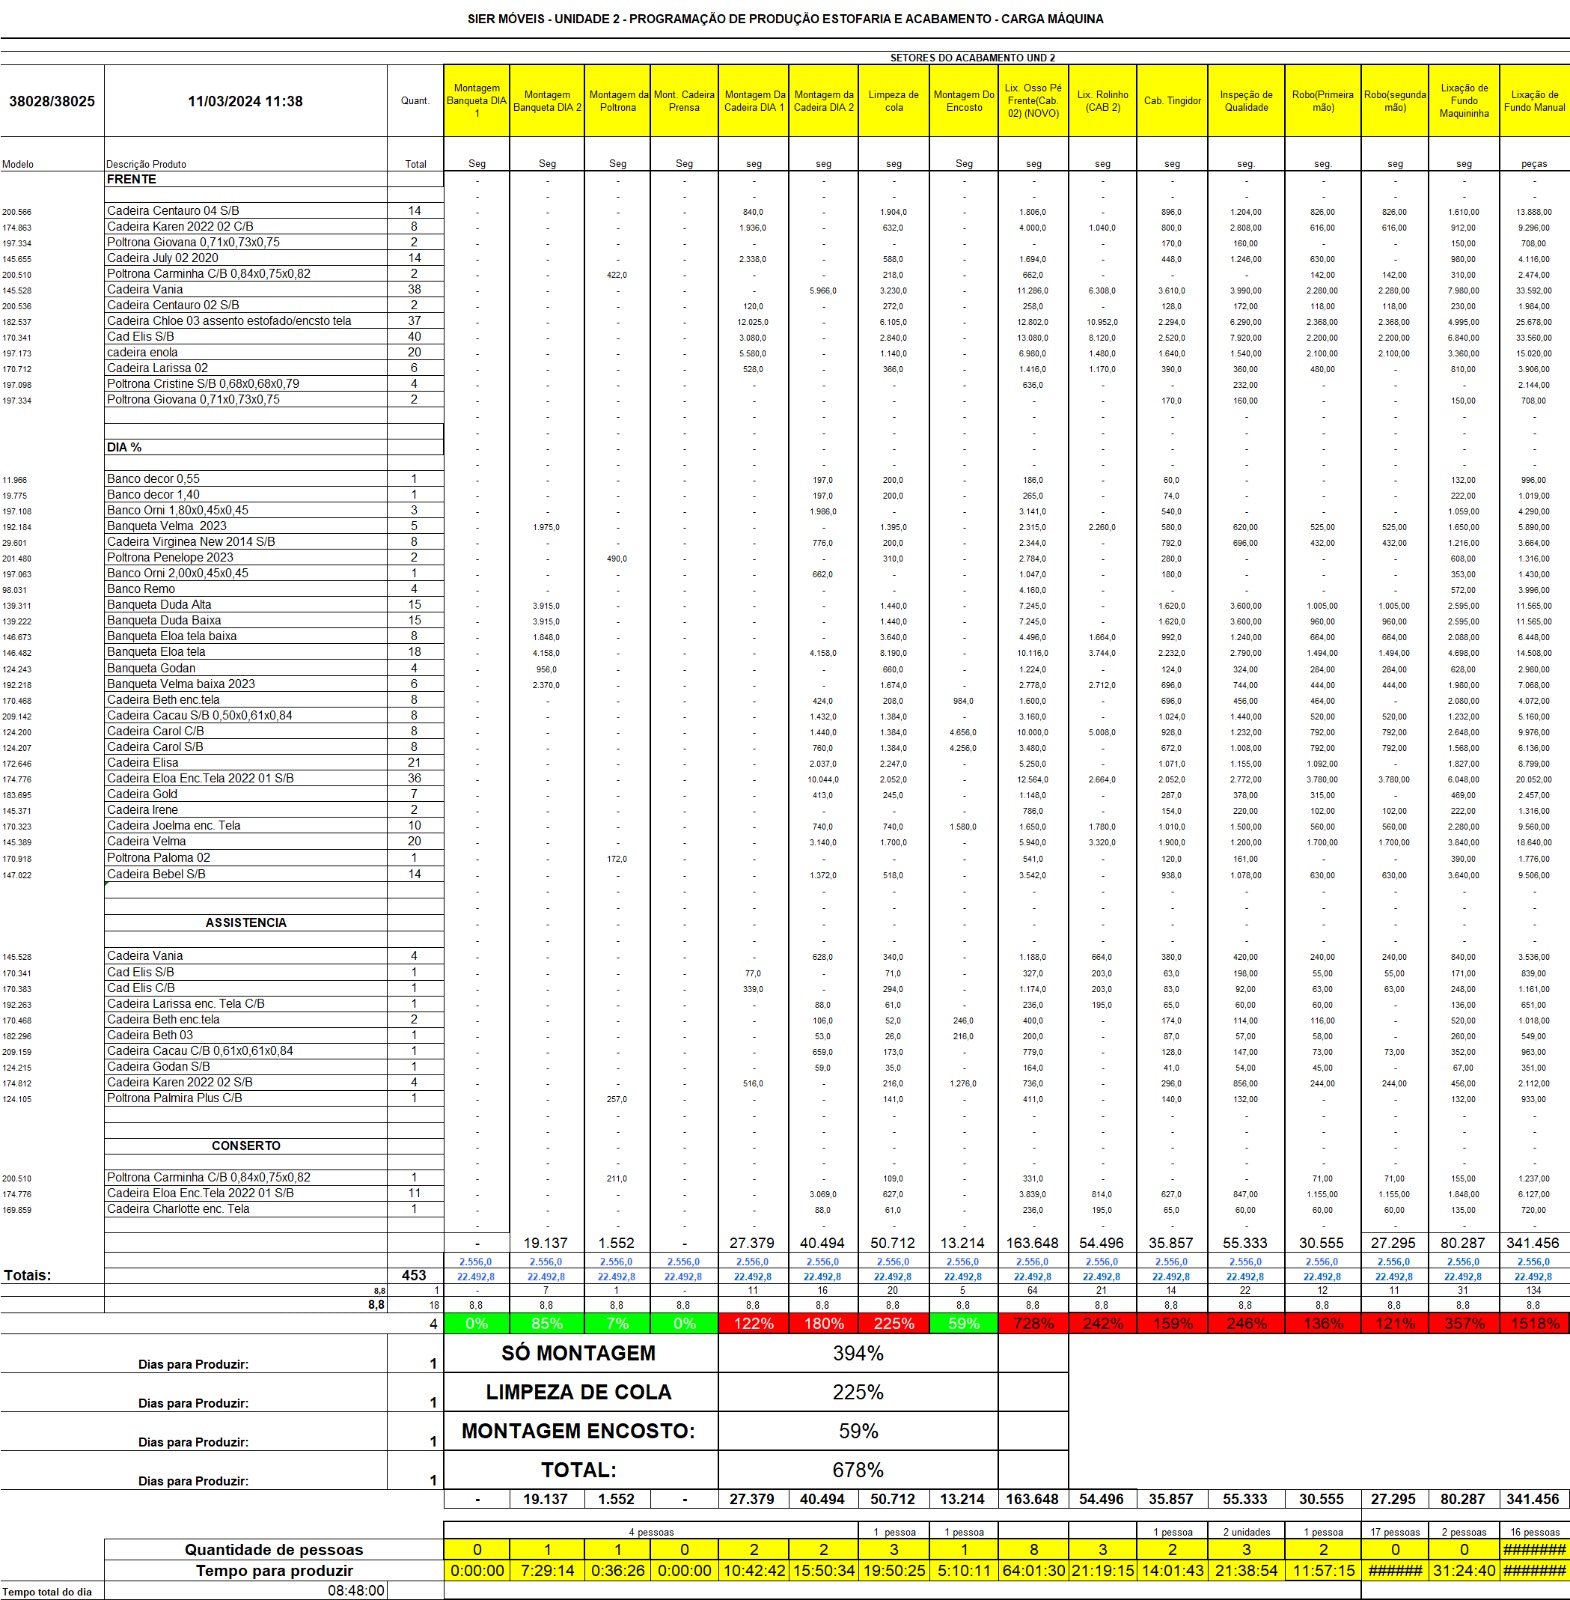 SIER MÓVEIS - UNIDADE 2 - PROGRAMAÇÃO DE PRODUÇÃO ESTOFARIA E ACABAMENTO - CARGA MÁQUINA
SETORES DO ACABAMENTO UND 2
38028/38025 11/03/2024 11:38 Quant. Montagem Banqueta DIA 1 Montagem Banqueta DIA 2 Montagem da Poltrona Mont. Cadeira Prensa Montagem Da Cadeira DIA 1 Montagem da Cadeira DIA 2 Limpeza de cola Montagem Do Encosto Lix. Osso Pé Frente(Cab. 02) (NOVO) Lix. Rolinho (CAB 2) Cab. Tingidor Inspeção de Qualidade Robo(Primeira mão) Robo(segunda mão) Lixação de Fundo Maquininha Lixação de Fundo Manual
Modelo Descrição Produto Total Seg Seg Seg Seg seg seg seg Seg seg seg seg seg. seg. seg seg peças
FRENTE - - - - - - - - - - - - - - - -
- - - - - - - - - - - - - - - -
200.566 Cadeira Centauro 04 S/B 14 - - - - 840,0 - 1.904,0 - 1.806,0 - 896,0 1.204,00 826,00 826,00 1.610,00 13.888,00
174.863 Cadeira Karen 2022 02 C/B 8 - - - - 1.936,0 - 632,0 - 4.000,0 1.040,0 800,0 2.808,00 616,00 616,00 912,00 9.296,00
197.334 Poltrona Giovana 0,71x0,73x0,75 2 - - - - - - - - - - 170,0 160,00 - - 150,00 708,00
145.655 Cadeira July 02 2020 14 - - - - 2.338,0 - 588,0 - 1.694,0 - 448,0 1.246,00 630,00 - 980,00 4.116,00
200.510 Poltrona Carminha C/B 0,84x0,75x0,82 2 - - 422,0 - - - 218,0 - 662,0 - - - 142,00 142,00 310,00 2.474,00
145.528 Cadeira Vania 38 - - - - - 5.966,0 3.230,0 - 11.286,0 6.308,0 3.610,0 3.990,00 2.280,00 2.280,00 7.980,00 33.592,00
200.536 Cadeira Centauro 02 S/B 2 - - - - 120,0 - 272,0 - 258,0 - 128,0 172,00 118,00 118,00 230,00 1.984,00
182.537 Cadeira Chloe 03 assento estofado/encsto tela 37 - - - - 12.025,0 - 6.105,0 - 12.802,0 10.952,0 2.294,0 6.290,00 2.368,00 2.368,00 4.995,00 25.678,00
170.341 Cad Elis S/B 40 - - - - 3.080,0 - 2.840,0 - 13.080,0 8.120,0 2.520,0 7.920,00 2.200,00 2.200,00 6.840,00 33.560,00
197.173 cadeira enola 20 - - - - 5.580,0 - 1.140,0 - 6.980,0 1.480,0 1.640,0 1.540,00 2.100,00 2.100,00 3.360,00 15.020,00
170.712 Cadeira Larissa 02 6 - - - - 528,0 - 366,0 - 1.416,0 1.170,0 390,0 360,00 480,00 - 810,00 3.906,00
197.098 Poltrona Cristine S/B 0,68x0,68x0,79 4 - - - - - - - - 636,0 - - 232,00 - - - 2.144,00
197.334 Poltrona Giovana 0,71x0,73x0,75 2 - - - - - - - - - - 170,0 160,00 - - 150,00 708,00
- - - - - - - - - - - - - - - -
- - - - - - - - - - - - - - - -
DIA % - - - - - - - - - - - - - - - -
- - - - - - - - - - - - - - - -
11.966 Banco decor 0,55 1 - - - - - 197,0 200,0 - 186,0 - 60,0 - - - 132,00 996,00
19.775 Banco decor 1,40 1 - - - - - 197,0 200,0 - 265,0 - 74,0 - - - 222,00 1.019,00
197.108 Banco Orni 1,80x0,45x0,45 3 - - - - - 1.986,0 - - 3.141,0 - 540,0 - - - 1.059,00 4.290,00
192.184 Banqueta Velma 2023 5 - 1.975,0 - - - - 1.395,0 - 2.315,0 2.260,0 580,0 620,00 525,00 525,00 1.650,00 5.890,00
29.601 Cadeira Virginea New 2014 S/B 8 - - - - - 776,0 200,0 - 2.344,0 - 792,0 696,00 432,00 432,00 1.216,00 3.664,00
201.480 Poltrona Penelope 2023 2 - - 490,0 - - - 310,0 - 2.784,0 - 280,0 - - - 608,00 1.316,00
197.063 Banco Orni 2,00x0,45x0,45 1 - - - - - 662,0 - - 1.047,0 - 180,0 - - - 353,00 1.430,00
98.031 Banco Remo 4 - - - - - - - - 4.160,0 - - - - - 572,00 3.996,00
139.311 Banqueta Duda Alta 15 - 3.915,0 - - - - 1.440,0 - 7.245,0 - 1.620,0 3.600,00 1.005,00 1.005,00 2.595,00 11.565,00
139.222 Banqueta Duda Baixa 15 - 3.915,0 - - - - 1.440,0 - 7.245,0 - 1.620,0 3.600,00 960,00 960,00 2.595,00 11.565,00
146.673 Banqueta Eloa tela baixa 8 - 1.848,0 - - - - 3.640,0 - 4.496,0 1.664,0 992,0 1.240,00 664,00 664,00 2.088,00 6.448,00
146.482 Banqueta Eloa tela 18 - 4.158,0 - - - 4.158,0 8.190,0 - 10.116,0 3.744,0 2.232,0 2.790,00 1.494,00 1.494,00 4.698,00 14.508,00
124.243 Banqueta Godan 4 - 956,0 - - - - 660,0 - 1.224,0 - 124,0 324,00 284,00 284,00 628,00 2.980,00
192.218 Banqueta Velma baixa 2023 6 - 2.370,0 - - - - 1.674,0 - 2.778,0 2.712,0 696,0 744,00 444,00 444,00 1.980,00 7.068,00
170.468 Cadeira Beth enc.tela 8 - - - - - 424,0 208,0 984,0 1.600,0 - 696,0 456,00 464,00 - 2.080,00 4.072,00
209.142 Cadeira Cacau S/B 0,50x0,61x0,84 8 - - - - - 1.432,0 1.384,0 - 3.160,0 - 1.024,0 1.440,00 520,00 520,00 1.232,00 5.160,00
124.200 Cadeira Carol C/B 8 - - - - - 1.440,0 1.384,0 4.656,0 10.000,0 5.008,0 928,0 1.232,00 792,00 792,00 2.648,00 9.976,00
124.207 Cadeira Carol S/B 8 - - - - - 760,0 1.384,0 4.256,0 3.480,0 - 672,0 1.008,00 792,00 792,00 1.568,00 6.136,00
172.646 Cadeira Elisa 21 - - - - - 2.037,0 2.247,0 - 5.250,0 - 1.071,0 1.155,00 1.092,00 - 1.827,00 8.799,00
174.776 Cadeira Eloa Enc.Tela 2022 01 S/B 36 - - - - - 10.044,0 2.052,0 - 12.564,0 2.664,0 2.052,0 2.772,00 3.780,00 3.780,00 6.048,00 20.052,00
183.695 Cadeira Gold 7 - - - - - 413,0 245,0 - 1.148,0 - 287,0 378,00 315,00 - 469,00 2.457,00
145.371 Cadeira Irene 2 - - - - - - - - 786,0 - 154,0 220,00 102,00 102,00 222,00 1.316,00
170.323 Cadeira Joelma enc. Tela 10 - - - - - 740,0 740,0 1.580,0 1.650,0 1.780,0 1.010,0 1.500,00 560,00 560,00 2.280,00 9.560,00
145.389 Cadeira Velma 20 - - - - - 3.140,0 1.700,0 - 5.940,0 3.320,0 1.900,0 1.200,00 1.700,00 1.700,00 3.840,00 18.640,00
170.918 Poltrona Paloma 02 1 - - 172,0 - - - - - 541,0 - 120,0 161,00 - - 390,00 1.776,00
147.022 Cadeira Bebel S/B 14 - - - - - 1.372,0 518,0 - 3.542,0 - 938,0 1.078,00 630,00 630,00 3.640,00 9.506,00
- - - - - - - - - - - - - - - -
- - - - - - - - - - - - - - - -
ASSISTENCIA - - - - - - - - - - - - - - - -
- - - - - - - - - - - - - - - -
145.528 Cadeira Vania 4 - - - - - 628,0 340,0 - 1.188,0 664,0 380,0 420,00 240,00 240,00 840,00 3.536,00
170.341 Cad Elis S/B 1 - - - - 77,0 - 71,0 - 327,0 203,0 63,0 198,00 55,00 55,00 171,00 839,00
170.383 Cad Elis C/B 1 - - - - 339,0 - 294,0 - 1.174,0 203,0 83,0 92,00 63,00 63,00 248,00 1.161,00
192.263 Cadeira Larissa enc. Tela C/B 1 - - - - - 88,0 61,0 - 236,0 195,0 65,0 60,00 60,00 - 136,00 651,00
170.468 Cadeira Beth enc.tela 2 - - - - - 106,0 52,0 246,0 400,0 - 174,0 114,00 116,00 - 520,00 1.018,00
182.296 Cadeira Beth 03 1 - - - - - 53,0 26,0 216,0 200,0 - 87,0 57,00 58,00 - 260,00 549,00
209.159 Cadeira Cacau C/B 0,61x0,61x0,84 1 - - - - - 659,0 173,0 - 779,0 - 128,0 147,00 73,00 73,00 352,00 963,00
124.215 Cadeira Godan S/B 1 - - - - - 59,0 35,0 - 164,0 - 41,0 54,00 45,00 - 67,00 351,00
174.812 Cadeira Karen 2022 02 S/B 4 - - - - 516,0 - 216,0 1.276,0 736,0 - 296,0 856,00 244,00 244,00 456,00 2.112,00
124.105 Poltrona Palmira Plus C/B 1 - - 257,0 - - - 141,0 - 411,0 - 140,0 132,00 - - 132,00 933,00
- - - - - - - - - - - - - - - -
- - - - - - - - - - - - - - - -
CONSERTO - - - - - - - - - - - - - - - -
- - - - - - - - - - - - - - - -
200.510 Poltrona Carminha C/B 0,84x0,75x0,82 1 - - 211,0 - - - 109,0 - 331,0 - - - 71,00 71,00 155,00 1.237,00
174.776 Cadeira Eloa Enc.Tela 2022 01 S/B 11 - - - - - 3.069,0 627,0 - 3.839,0 814,0 627,0 847,00 1.155,00 1.155,00 1.848,00 6.127,00
169.859 Cadeira Charlotte enc. Tela 1 - - - - - 88,0 61,0 - 236,0 195,0 65,0 60,00 60,00 60,00 135,00 720,00
- - - - - - - - - - - - - - - -
- 19.137 1.552 - 27.379 40.494 50.712 13.214 163.648 54.496 35.857 55.333 30.555 27.295 80.287 341.456
2.556,0 2.556,0 2.556,0 2.556,0 2.556,0 2.556,0 2.556,0 2.556,0 2.556,0 2.556,0 2.556,0 2.556,0 2.556,0 2.556,0 2.556,0 2.556,0
Totais: 453 22.492,8 22.492,8 22.492,8 22.492,8 22.492,8 22.492,8 22.492,8 22.492,8 22.492,8 22.492,8 22.492,8 22.492,8 22.492,8 22.492,8 22.492,8 22.492,8
8,8 1 - 7 1 - 11 16 20 5 64 21 14 22 12 11 31 134
8,8 18 8,8 8,8 8,8 8,8 8,8 8,8 8,8 8,8 8,8 8,8 8,8 8,8 8,8 8,8 8,8 8,8
4 0% 85% 7% 0% 122% 180% 225% 59% 728% 242% 159% 246% 136% 121% 357% 1518%
Dias para Produzir: 1 SÓ MONTAGEM 394%
Dias para Produzir: 1 LIMPEZA DE COLA 225%
Dias para Produzir: 1 MONTAGEM ENCOSTO: 59%
Dias para Produzir: 1 TOTAL: 678%
- 19.137 1.552 - 27.379 40.494 50.712 13.214 163.648 54.496 35.857 55.333 30.555 27.295 80.287 341.456
4 pessoas 1 pessoa 1 pessoa 1 pessoa 2 unidades 1 pessoa 17 pessoas 2 pessoas 16 pessoas
Quantidade de pessoas 0 1 1 0 2 2 3 1 8 3 2 3 2 0 0 #######
Tempo para produzir 0:00:00 7:29:14 0:36:26 0:00:00 10:42:42 15:50:34 19:50:25 5:10:11 64:01:30 21:19:15 14:01:43 21:38:54 11:57:15 ###### 31:24:40 #######
Tempo total do dia 08:48:00